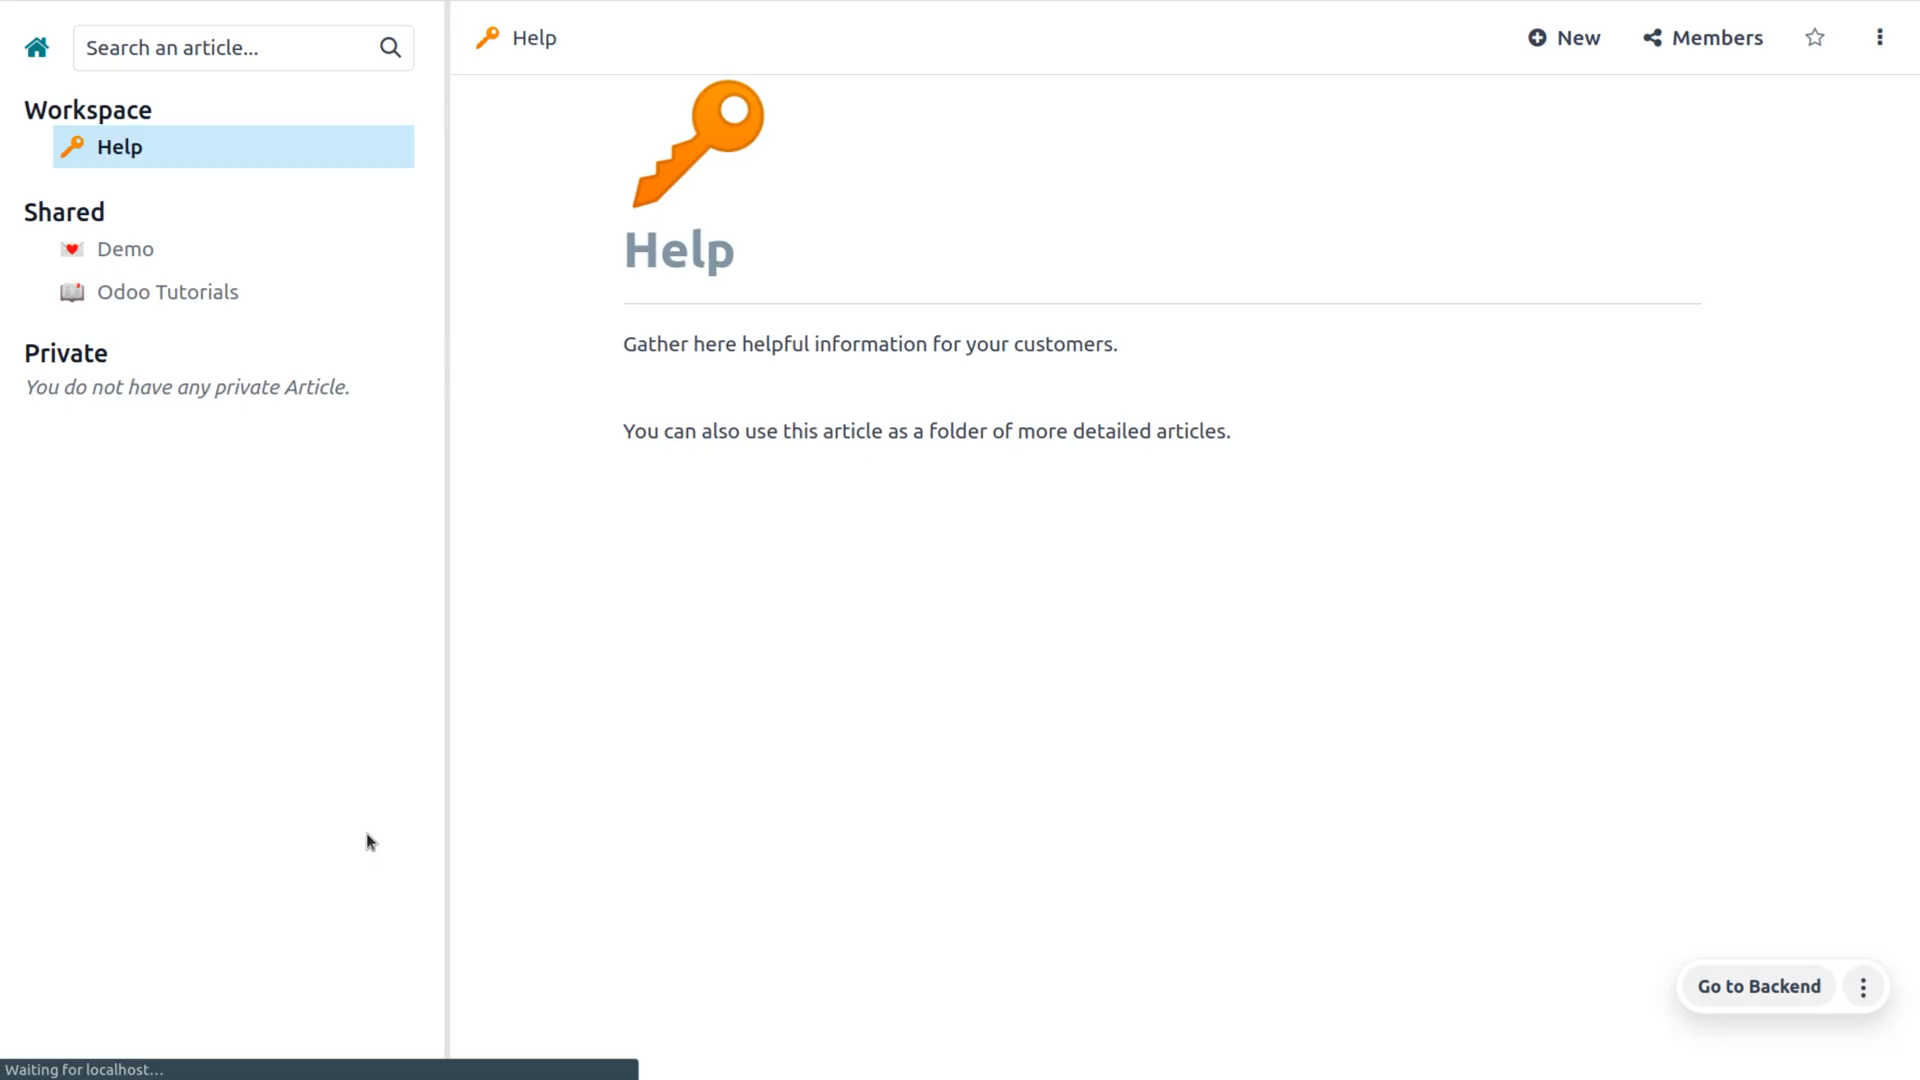 Search an article...
Workspace
Help
Shared
Demo
Odoo Tutorials
Private
You do not have any private Article.
Help
New
Members
Help
Gather here helpful information for your customers.
You can also use this article as a folder of more detailed articles.
Go to Backend
Waiting for localhost...